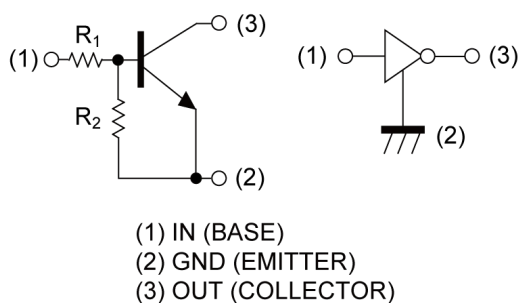 (3)
R1
(1)
R2
(2)
(1)
(3)
(2)
(1) IN (BASE)
(2) GND (EMITTER)
(3) OUT (COLLECTOR)